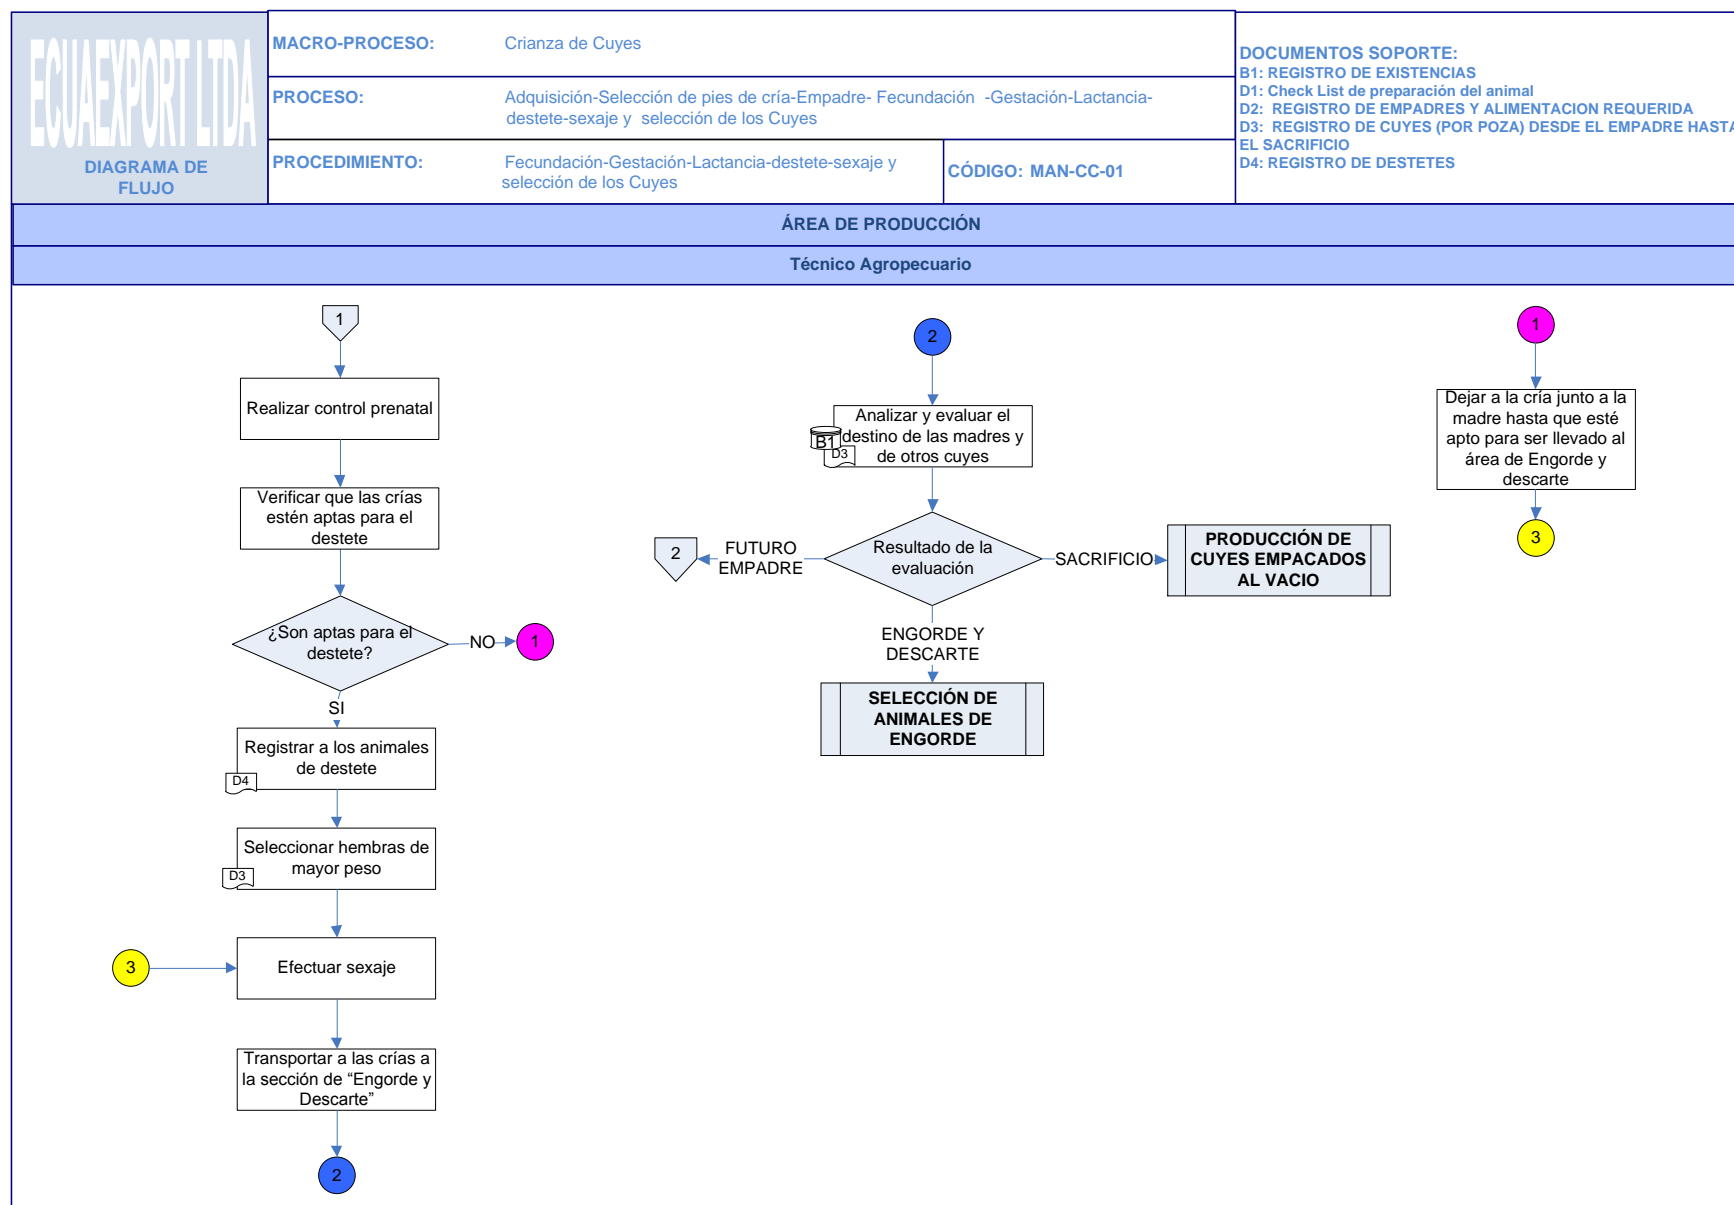 ECUAEXPORT LTDA
DIAGRAMA DE
FLUJO
MACRO-PROCESO:
Crianza de Cuyes
PROCESO:
Adquisición-Selección de pies de cría-Empadre- Fecundación -Gestación-Lactancia-
destete-sexaje y selección de los Cuyes
PROCEDIMIENTO:
Fecundación-Gestación-Lactancia-destete-sexaje y
selección de los Cuyes
CÓDIGO: MAN-CC-01
DOCUMENTOS SOPORTE:
B1: REGISTRO DE EXISTENCIAS
D1: Check List de preparación del animal
D2: REGISTRO DE EMPADRES Y ALIMENTACION REQUERIDA
D3: REGISTRO DE CUYES (POR POZA) DESDE EL EMPADRE HASTA
EL SACRIFICIO
D4: REGISTRO DE DESTETES
ÁREA DE PRODUCCIÓN
Técnico Agropecuario
1
Realizar control prenatal
Verificar que las crías
estén aptas para el
destete
¿Son aptas para el
destete?
NO
1
SI
Registrar a los animales
de destete
D4
Seleccionar hembras de
mayor peso
D3
3
Efectuar sexaje
Transportar a las crías a
la sección de “Engorde y
Descarte”
2
2
Analizar y evaluar el
destino de las madres y
de otros cuyes
B1
D3
Resultado de la
evaluación
FUTURO
EMPADRE
2
SACRIFICIO
PRODUCCIÓN DE
CUYES EMPACADOS
AL VACIO
ENGORDE Y
DESCARTE
SELECCIÓN DE
ANIMALES DE
ENGORDE
1
Dejar a la cría junto a la
madre hasta que esté
apto para ser llevado al
área de Engorde y
descarte
3